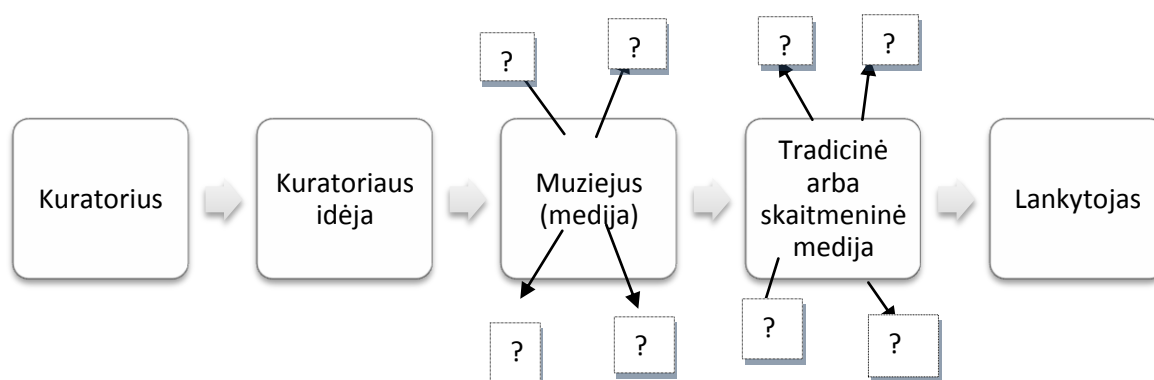 ?
?
?
?
Kuratorius
Kuratoriaus
idėja
Muziejus
(medija)
Tradicinė
arba
skaitmeninė
medija
Lankytojas
?
?
?
?